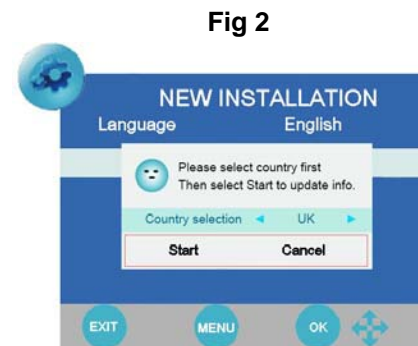 Fig 2
NEW INSTALLATION
Language English
Please select country first
Then select Start to update info.
Country selection UK
Start Cancel
EXIT MENU OK